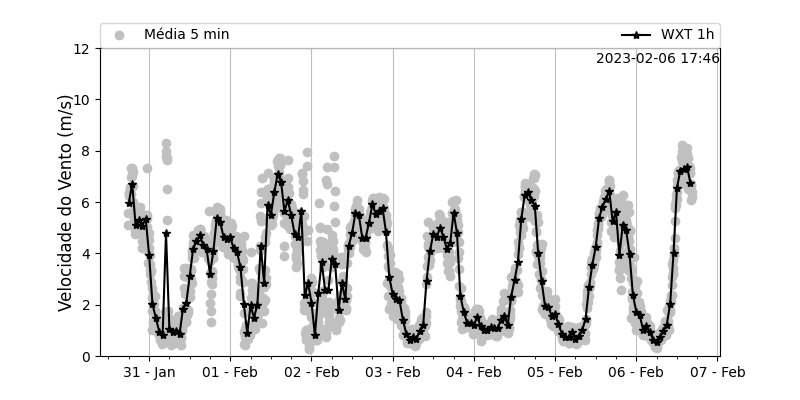 Média 5 min
WXT 1h
2023-02-06 17:46
Velocidade do Vento (m/s)
12
10
8
6
4
2
0
31 - Jan
01 - Feb
02 - Feb
03 - Feb
04 - Feb
05 - Feb
06 - Feb
07 - Feb